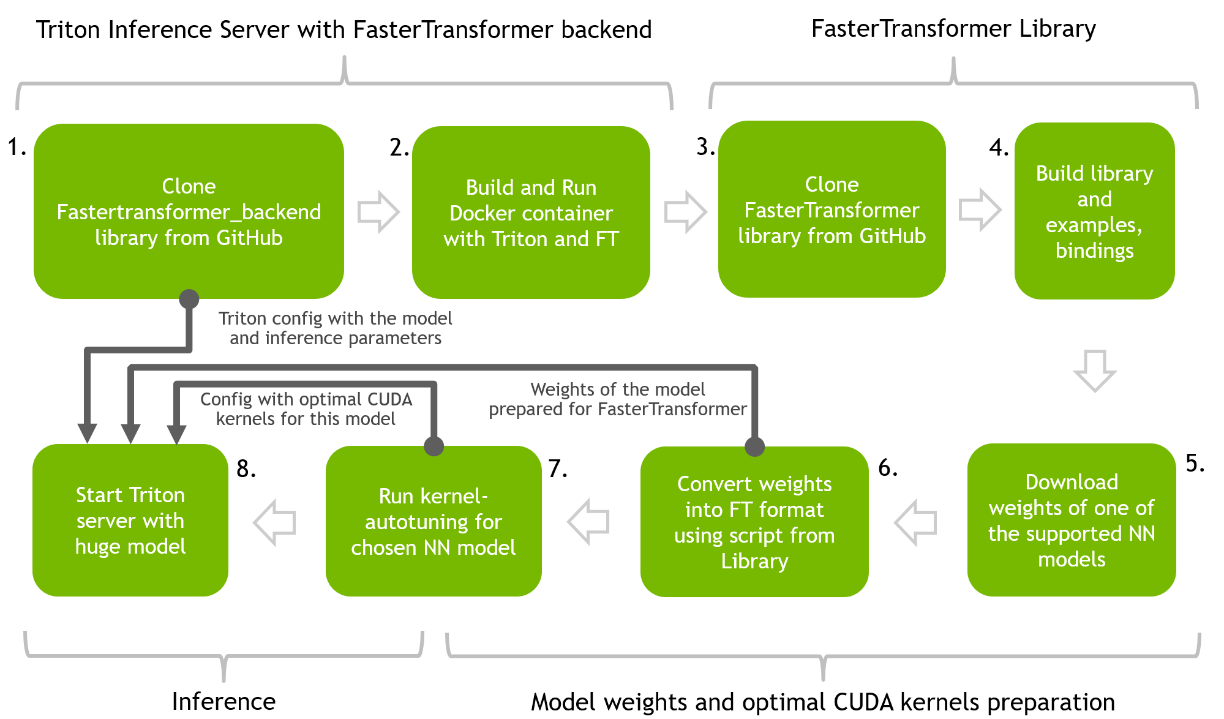 Triton Inference Server with FasterTransformer backend
FasterTransformer Library
1.
Clone
Fastertransformer_backend
library from GitHub
2.
Build and Run
Docker container
with Triton and FT
3.
Clone
FasterTransformer
library from GitHub
4.
Build library
and
examples,
bindings
Triton config with the model
and inference parameters
Config with optimal CUDA
kernels for this model
Weights of the model
prepared for FasterTransformer
5.
Download
weights of one of
the supported NN
models
6.
Convert weights
into FT format
using script from
Library
7.
Run kernel-
autotuning for
chosen NN model
8.
Start Triton
server with
huge model
Inference
Model weights and optimal CUDA kernels preparation